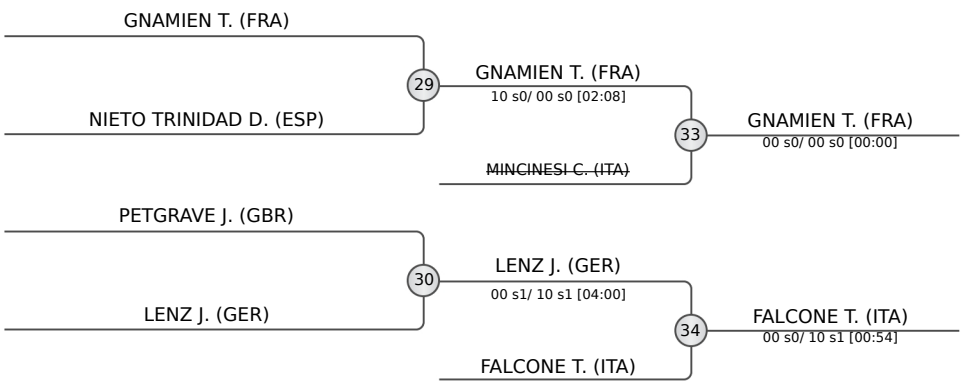 GNAMIEN T. (FRA)
29
NIETO TRINIDAD D. (ESP)
GNAMIEN T. (FRA)
10 s0/ 00 s0 [02:08]
33
MINCINESI C. (ITA)
GNAMIEN T. (FRA)
00 s0/ 00 s0 [00:00]
PETGRAVE J. (GBR)
30
LENZ J. (GER)
LENZ J. (GER)
00 s1/ 10 s1 [04:00]
34
FALCONE T. (ITA)
FALCONE T. (ITA)
00 s0/ 10 s1 [00:54]